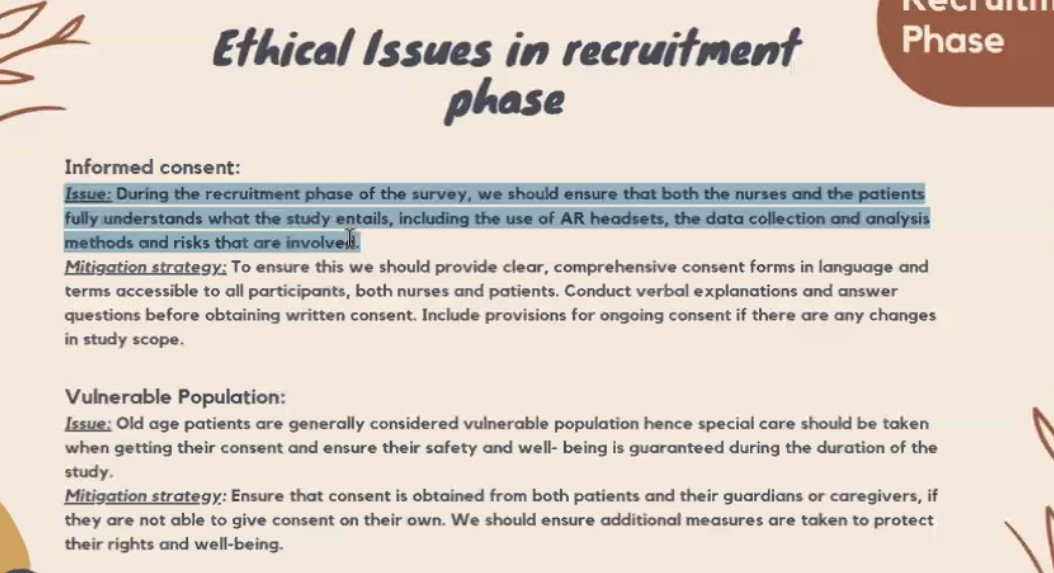 Phase
Ethical Issues in recruitment
phase
Informed consent:
Issue: During the recruitment phase of the survey, we should ensure that both the nurses and the patients
fully understands what the study entails, including the use of AR headsets, the data collection and analysis
methods and risks that are involved.
Mitigation strategy: To ensure this we should provide clear, comprehensive consent forms in language and
terms accessible to all participants, both nurses and patients. Conduct verbal explanations and answer
questions before obtaining written consent. Include provisions for ongoing consent if there are any changes
in study scope.
Vulnerable Population:
Issue: Old age patients are generally considered vulnerable population hence special care should be taken
when getting their consent and ensure their safety and well- being is guaranteed during the duration of the
study.
Mitigation strategy: Ensure that consent is obtained from both patients and their guardians or caregivers, if
they are not able to give consent on their own. We should ensure additional measures are taken to protect
their rights and well-being.